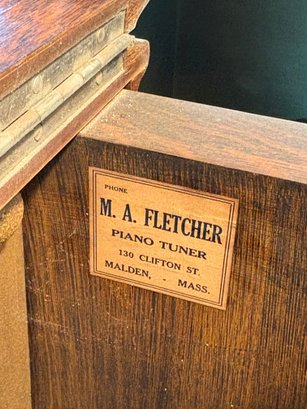 PHONE
M. A. FLETCHER
PIANO TUNER
130 CLIFTON ST.
MALDEN, - MASS.